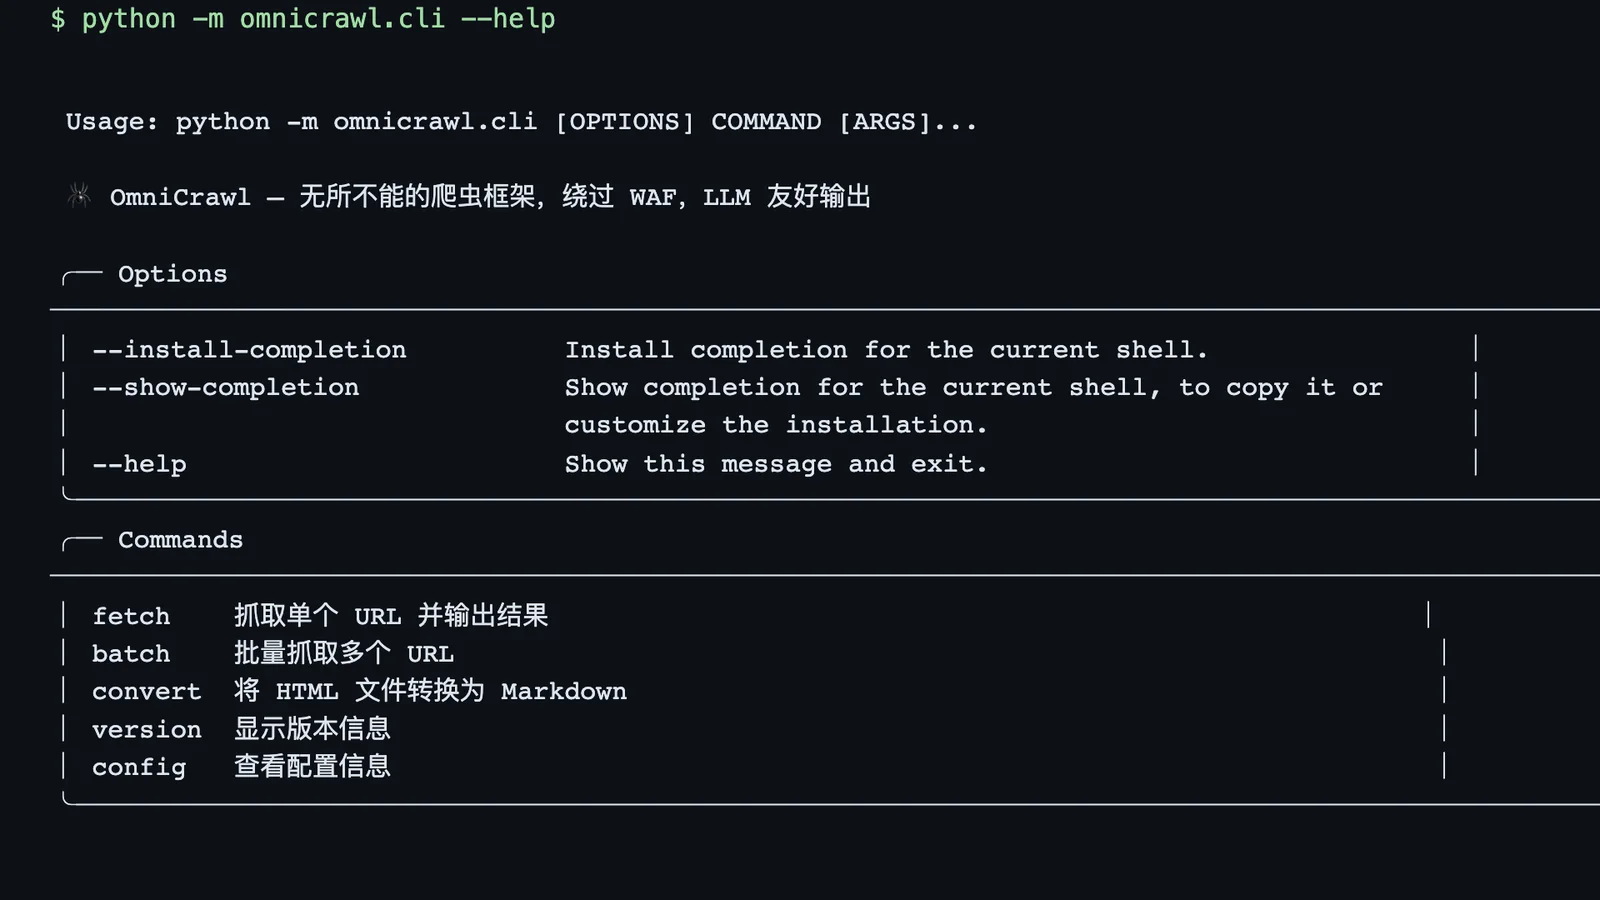 $ python -m omnicrawl.cli --help
Usage: python -m omnicrawl.cli [OPTIONS] COMMAND [ARGS]...
🕷 OmniCrawl — 无所不能的爬虫框架，绕过 WAF，LLM 友好输出
Options
--install-completion Install completion for the current shell.
--show-completion Show completion for the current shell, to copy it or
customize the installation.
--help Show this message and exit.
Commands
fetch 抓取单个 URL 并输出结果
batch 批量抓取多个 URL
convert 将 HTML 文件转换为 Markdown
version 显示版本信息
config 查看配置信息